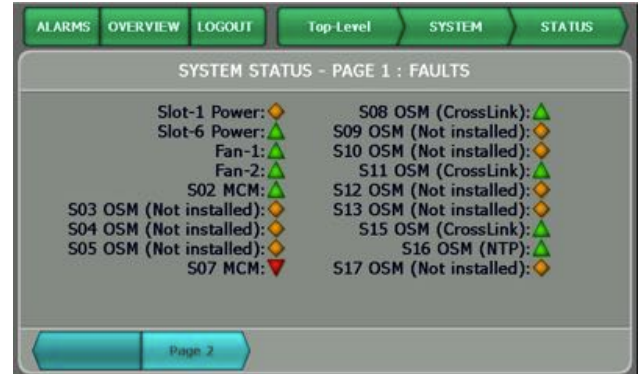 ALARMS OVERVIEW LOGOUT Top-Level SYSTEM STATUS
SYSTEM STATUS - PAGE 1 : FAULTS
Slot-1 Power:
Slot-6 Power:
Fan-1:
Fan-2:
S02 MCM:
S03 OSM (Not installed):
S04 OSM (Not installed):
S05 OSM (Not installed):
S07 MCM:
S08 OSM (CrossLink):
S09 OSM (Not installed):
S10 OSM (Not installed):
S11 OSM (CrossLink):
S12 OSM (Not installed):
S13 OSM (Not installed):
S15 OSM (CrossLink):
S16 OSM (NTP):
S17 OSM (Not installed):
Page 2